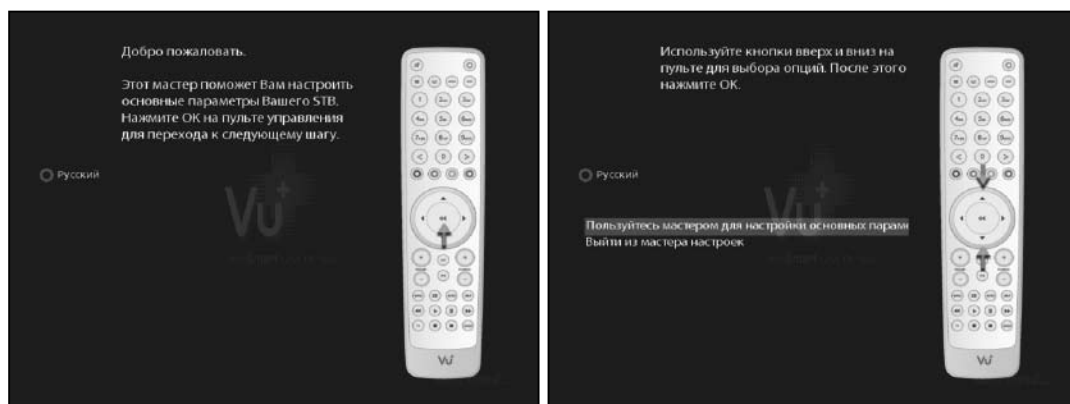 Добро пожаловать.
Этот мастер поможет Вам настроить
основные параметры Вашего STB.
Нажмите OK на пульте управления
для перехода к следующему шагу.
Русский
Vu+
Vu+
Используйте кнопки вверх и вниз на
пульте для выбора опций. После этого
нажмите OK.
Русский
Пользуйтесь мастером для настройки основных парам
Выйти из мастера настроек
Vu+
Vu+